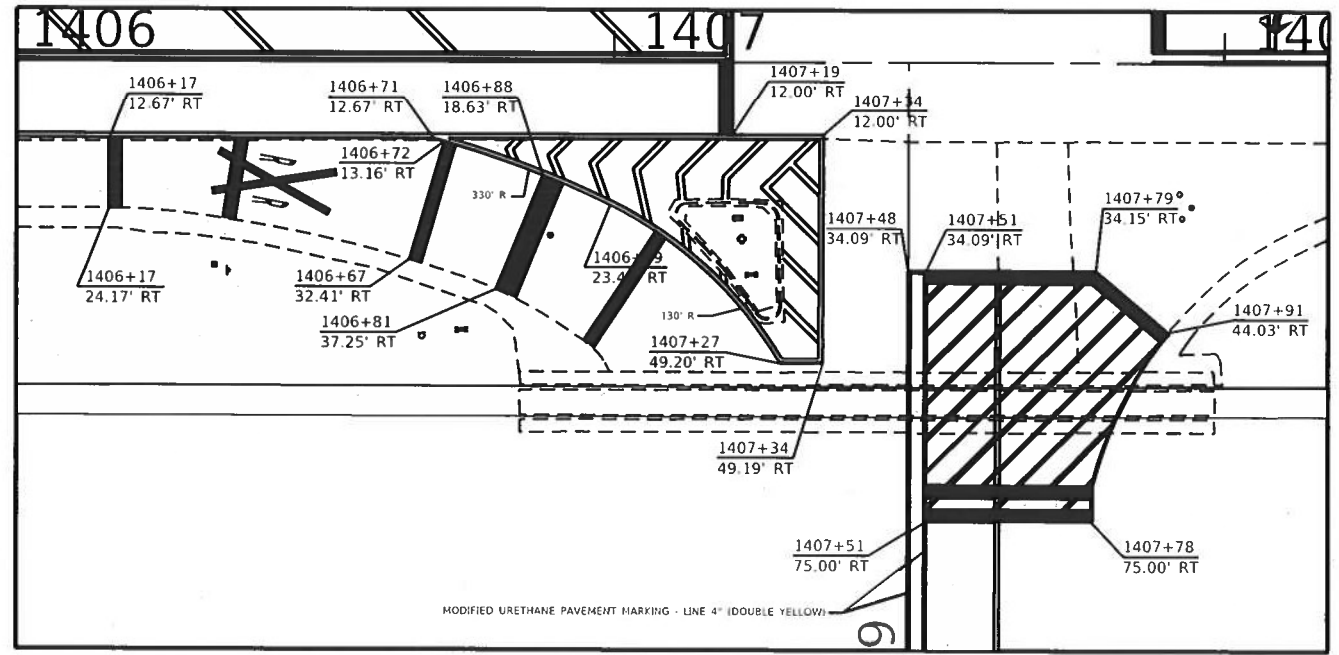 1406
1407
1406+17
12.67' RT
1406+71
12.67' RT
1406+88
18.63' RT
1407+19
12.00' RT
1407+34
12.00' RT
1406+72
13.16' RT
330' R
1407+48
34.09' RT
1407+51
34.09' RT
1407+79
34.15' RT
1406+17
24.17' RT
1406+67
32.41' RT
1406+81
37.25' RT
130' R
1407+27
49.20' RT
1407+91
44.03' RT
1407+34
49.19' RT
1407+51
75.00' RT
1407+78
75.00' RT
MODIFIED URETHANE PAVEMENT MARKING - LINE 4" (DOUBLE YELLOW)
9